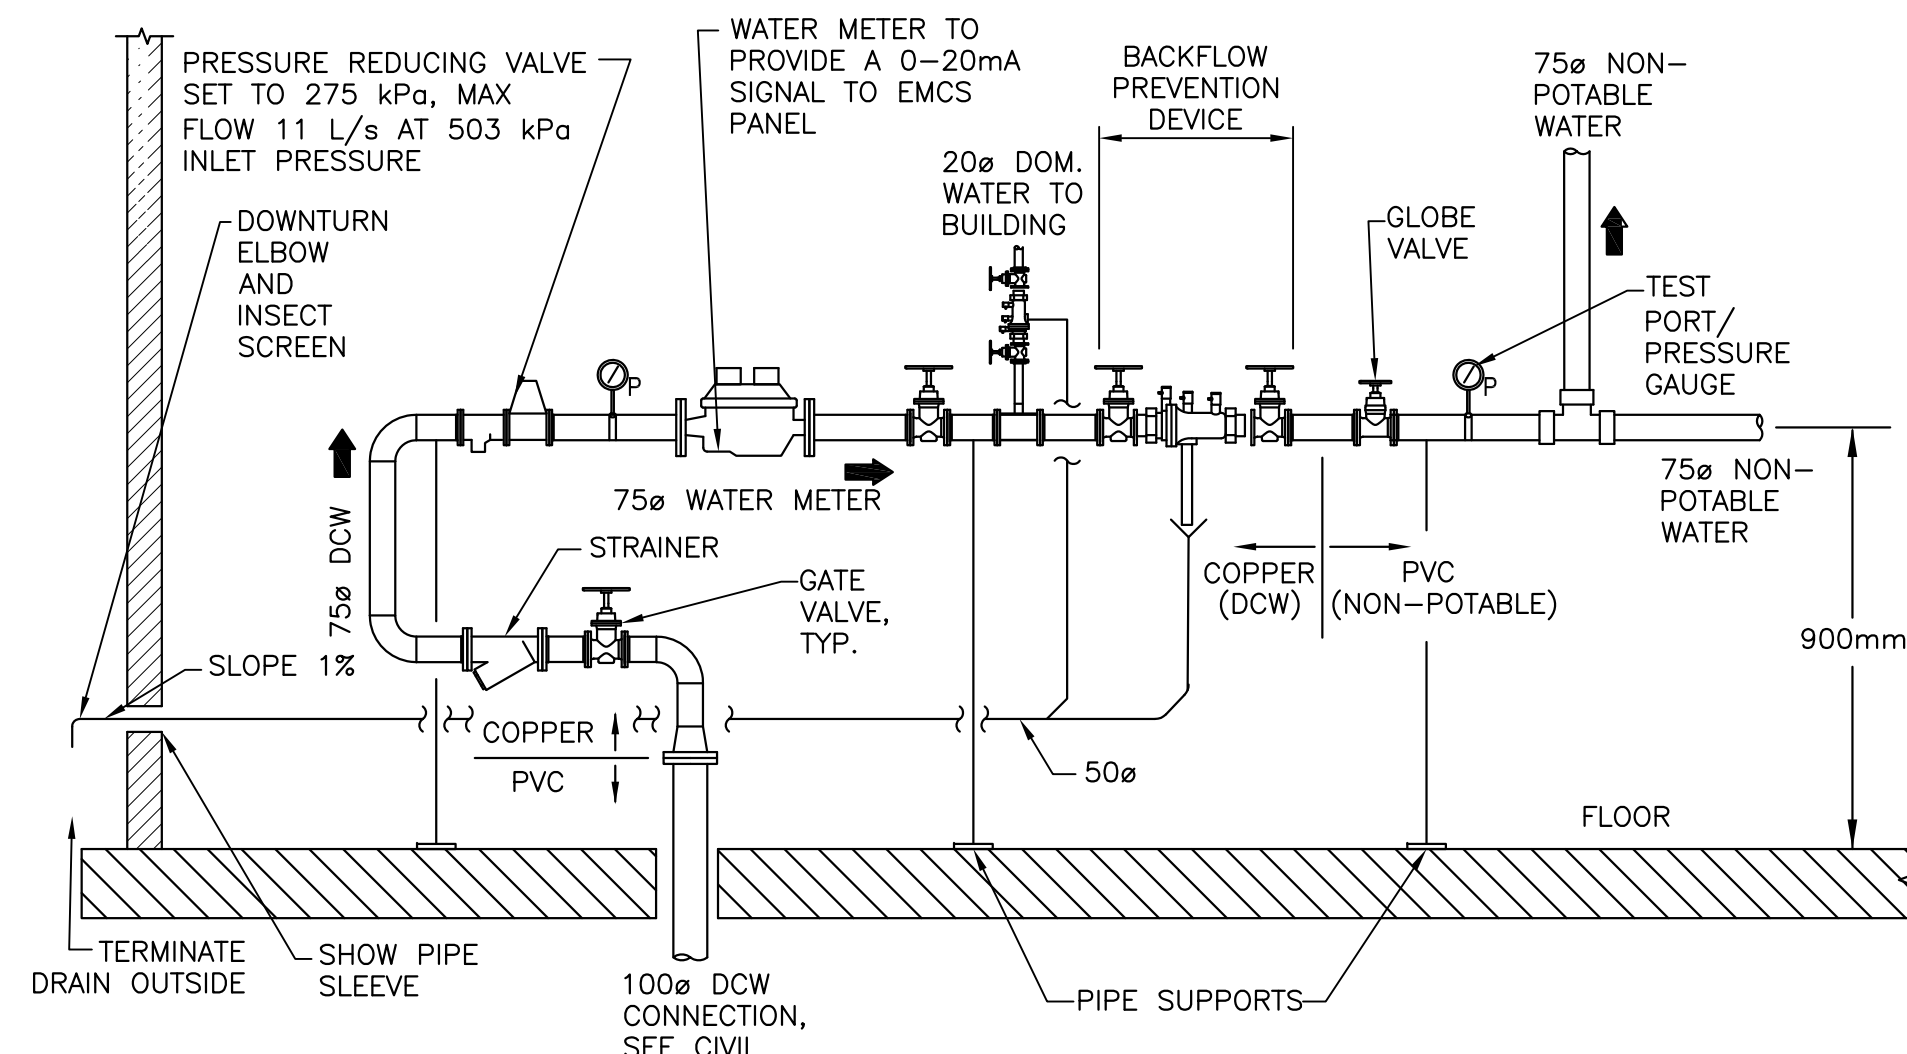 PRESSURE REDUCING VALVE
SET TO 275 kPa, MAX
FLOW 11 L/s AT 503 kPa
INLET PRESSURE
WATER METER TO
PROVIDE A 0-20mA
SIGNAL TO EMCS
PANEL
BACKFLOW
PREVENTION
DEVICE
75ø NON-
POTABLE
WATER
20ø DOM.
WATER TO
BUILDING
DOWNTURN
ELBOW
AND
INSECT
SCREEN
GLOBE
VALVE
TEST
PORT/
PRESSURE
GAUGE
P
P
75ø DCW
75ø WATER METER
75ø NON-
POTABLE
WATER
STRAINER
GATE
VALVE,
TYP.
COPPER
(DCW)
PVC
(NON-POTABLE)
900mm
SLOPE 1%
COPPER
PVC
50ø
FLOOR
TERMINATE
DRAIN OUTSIDE
SHOW PIPE
SLEEVE
100ø DCW
CONNECTION,
SEE CIVIL
PIPE SUPPORTS